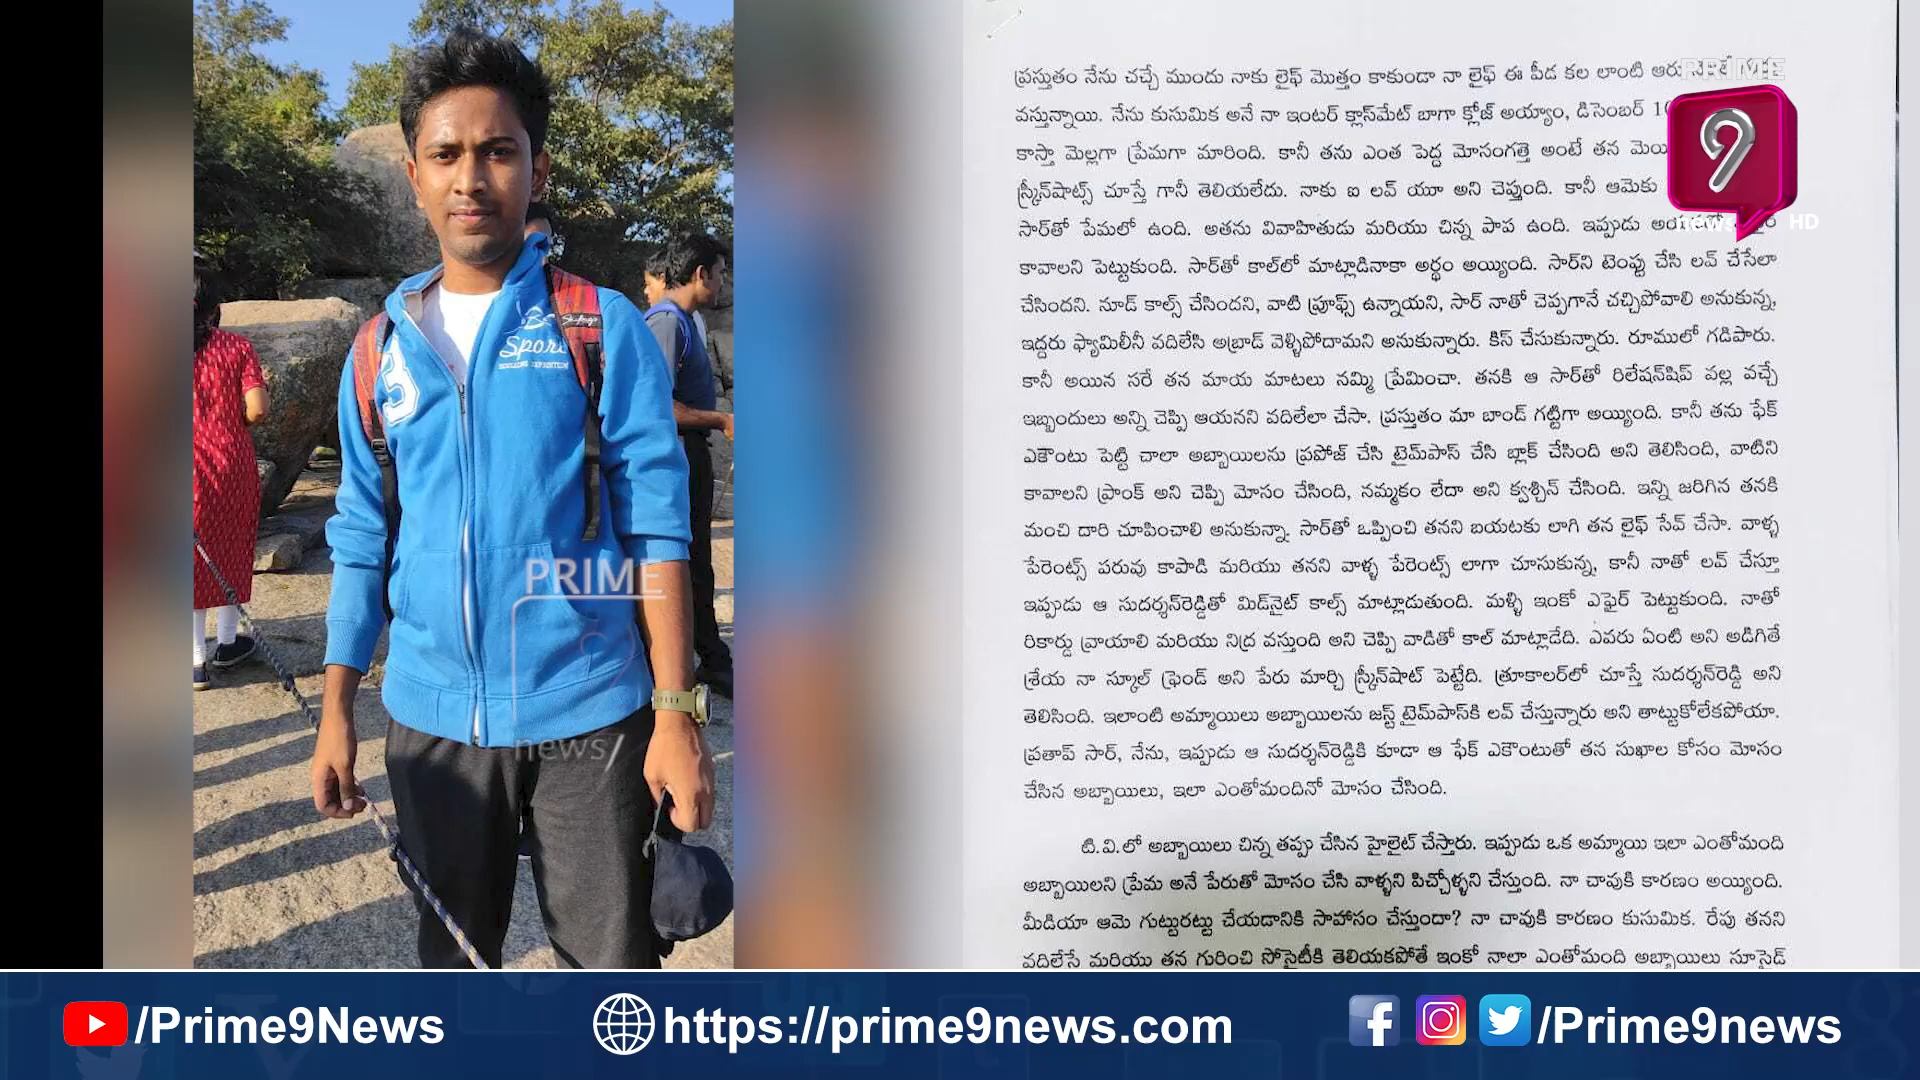 ప్రస్తుతం నేను చచ్చే ముందు నాకు లైఫ్ మొత్తం కాకుండా నా లైఫ్ ఈ పీడ కల లాంటి
వస్తున్నాయి. నేను కుసుమిక అనే నా ఇంటర్ క్లాస్‌మేట్ బాగా క్లోజ్ అయ్యాం, డిసెంబర్
కాస్తా మెల్లగా ప్రేమగా మారింది. కానీ తను ఎంత పెద్ద మోసంగత్తె అంటే తన
స్క్రీన్‌షాట్స్ చూస్తే గానీ తెలియలేదు. నాకు ఐ లవ్ యూ అని చెప్తుంది. కానీ ఆమెకు
సార్‌తో పేమలో ఉంది. అతను వివాహితుడు మరియు చిన్న పాప ఉంది. ఇప్పుడు
కావాలని పెట్టుకుంది. సార్‌తో కాల్‌లో మాట్లాడినాకా అర్థం అయ్యింది. సార్‌ని టెంప్టు చేసి లవ్ చేసేలా
చేసిందని. నూడ్ కాల్స్ చేసిందని, వాటి ప్రూఫ్స్ ఉన్నాయని, సార్ నాతో చెప్పగానే చచ్చిపోవాలి అనుకున్న,
ఇద్దరు ఫ్యామిలీనీ వదిలేసి అబ్రాడ్ వెళ్ళిపోదామని అనుకున్నారు. కిస్ చేసుకున్నారు. రూములో గడిపారు.
కానీ అయిన సరే తన మాయ మాటలు నమ్మి ప్రేమించా. తనకి ఆ సార్‌తో రిలేషన్‌షిప్ వల్ల వచ్చే
ఇబ్బందులు అన్ని చెప్పి ఆయనని వదిలేలా చేసా. ప్రస్తుతం మా బాండ్ గట్టిగా అయ్యింది. కానీ తను ఫేక్
ఎకౌంటు పెట్టి చాలా అబ్బాయిలను ప్రపోజ్ చేసి టైమ్‌పాస్ చేసి బ్లాక్ చేసింది అని తెలిసింది, వాటిని
కావాలని ప్రాంక్ అని చెప్పి మోసం చేసింది, నమ్మకం లేదా అని క్వశ్చిన్ చేసింది. ఇన్ని జరిగిన తనకి
మంచి దారి చూపించాలి అనుకున్నా. సార్‌తో ఒప్పించి తనని బయటకు లాగి తన లైఫ్ సేవ్ చేసా. వాళ్ళ
పేరెంట్స్ పరువు కాపాడి మరియు తనని వాళ్ళ పేరెంట్స్ లాగా చూసుకున్న, కానీ నాతో లవ్ చేస్తూ
ఇప్పుడు ఆ సుదర్శన్‌రెడ్డితో మిడ్‌నైట్ కాల్స్ మాట్లాడుతుంది. మళ్ళి ఇంకో ఎఫైర్ పెట్టుకుంది. నాతో
రికార్డు వ్రాయాలి మరియు నిద్ర వస్తుంది అని చెప్పి వాడితో కాల్ మాట్లాడేది. ఎవరు ఏంటి అని అడిగితే
శ్రేయ నా స్కూల్ ఫ్రెండ్ అని పేరు మార్చి స్క్రీన్‌షాట్ పెట్టేది. త్రూకాలర్‌లో చూస్తే సుదర్శన్‌రెడ్డి అని
తెలిసింది. ఇలాంటి అమ్మాయిలు అబ్బాయిలను జస్ట్ టైమ్‌పాస్‌కి లవ్ చేస్తున్నారు అని తాట్టుకోలేకపోయా.
ప్రతాప్ సార్, నేను, ఇప్పుడు ఆ సుదర్శన్‌రెడ్డికి కూడా ఆ ఫేక్ ఎకౌంటుతో తన సుఖాల కోసం మోసం
చేసిన అబ్బాయిలు, ఇలా ఎంతోమందినో మోసం చేసింది.
టి.వి.లో అబ్బాయిలు చిన్న తప్పు చేసిన హైలైట్ చేస్తారు. ఇప్పుడు ఒక అమ్మాయి ఇలా ఎంతోమంది
అబ్బాయిలని ప్రేమ అనే పేరుతో మోసం చేసి వాళ్ళని పిచ్చోళ్ళని చేస్తుంది. నా చావుకి కారణం అయ్యింది.
మీడియా ఆమె గుట్టురట్టు చేయడానికి సాహసం చేస్తుందా? నా చావుకి కారణం కుసుమిక. రేపు తనని
వదిలేసే మరియు తన గురించి సోసైటీకి తెలియకపోతే ఇంకో నాలా ఎంతోమంది అబ్బాయిలు సూసైడ్
PRIME
9
news
HD
Sports
3
PRIME
9
news
/Prime9News
https://prime9news.com
/Prime9news